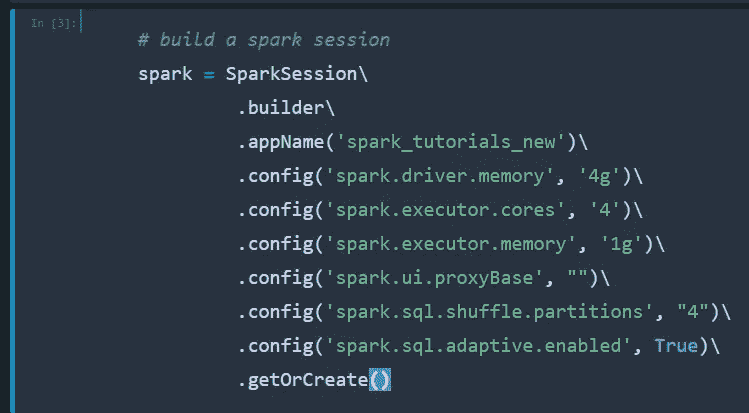 In [3]:
# build a spark session
spark = SparkSession\
.builder\
.appName('spark_tutorials_new')\
.config('spark.driver.memory', '4g')\
.config('spark.executor.cores', '4')\
.config('spark.executor.memory', '1g')\
.config('spark.ui.proxyBase', "")\
.config('spark.sql.shuffle.partitions', "4")\
.config('spark.sql.adaptive.enabled', True)\
.getOrCreate()